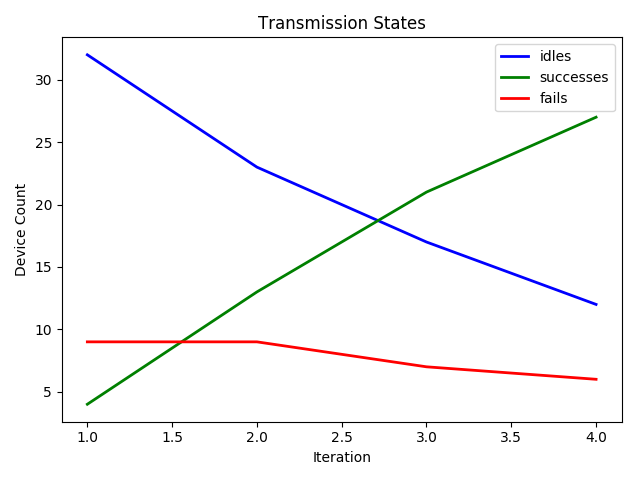 Transmission States
idles
successes
fails
Device Count
30
25
20
15
10
5
1.0 1.5 2.0 2.5 3.0 3.5 4.0
Iteration